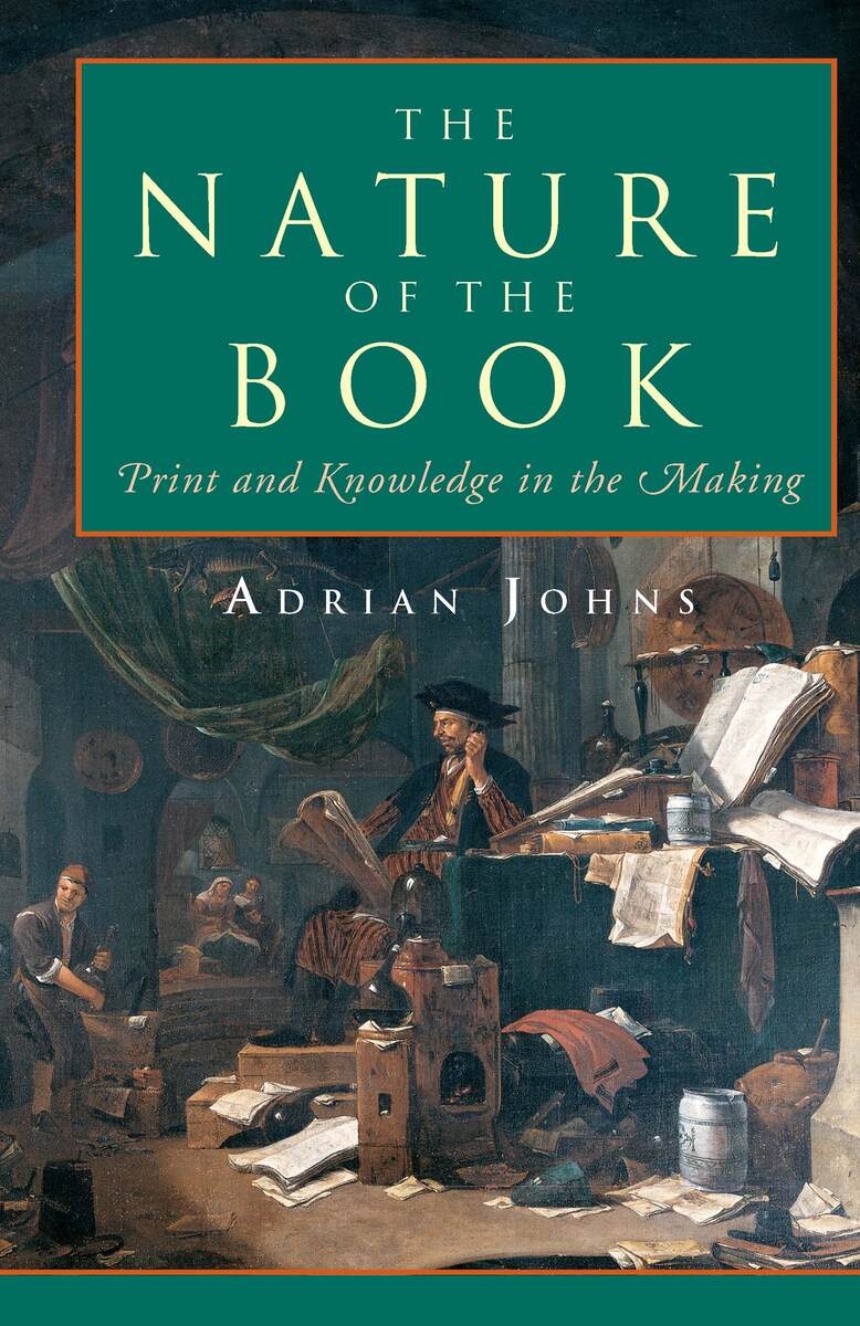 THE
NATURE
OF THE
BOOK
Print and Knowledge in the Making
ADRIAN JOHNS